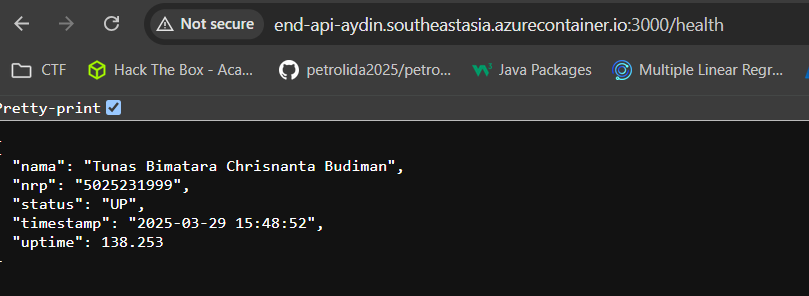 Not secure end-api-aydin.southeastasia.azurecontainer.io:3000/health
CTF Hack The Box - Aca... petrolida2025/petro... Java Packages Multiple Linear Regr...
Pretty-print
"nama": "Tunas Bimatara Chrisnanta Budiman",
"nrp": "5025231999",
"status": "UP",
"timestamp": "2025-03-29 15:48:52",
"uptime": 138.253